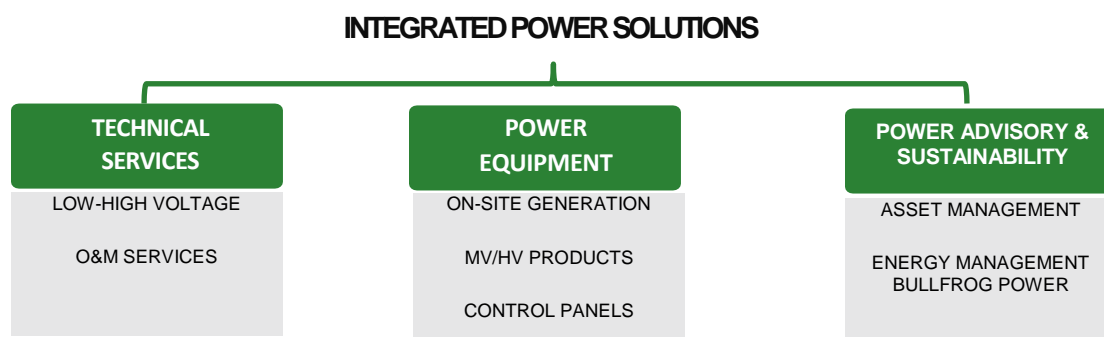 INTEGRATED POWER SOLUTIONS
TECHNICAL
SERVICES
LOW-HIGH VOLTAGE
O&M SERVICES
POWER
EQUIPMENT
ON-SITE GENERATION
MV/HV PRODUCTS
CONTROL PANELS
POWER ADVISORY &
SUSTAINABILITY
ASSET MANAGEMENT
ENERGY MANAGEMENT
BULLFROG POWER